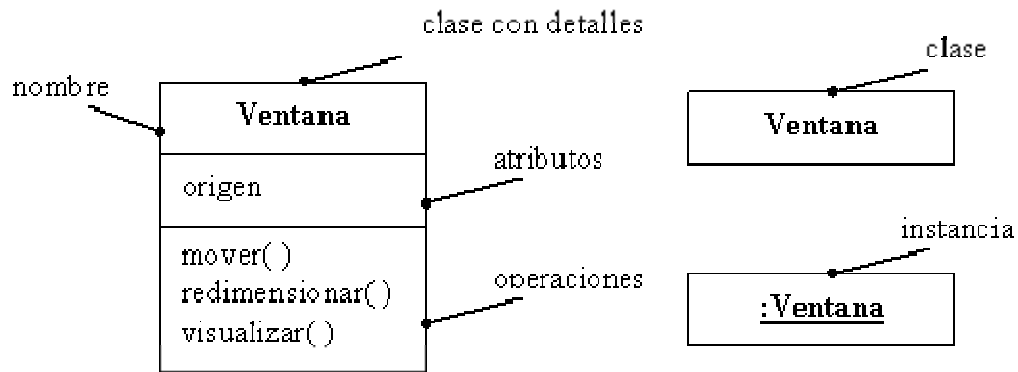 clase con detalles
nombre
Ventana
atributos
origen
mover( )
redimensionar( )
visualizar( )
operaciones
clase
Ventana
instancia
:Ventana